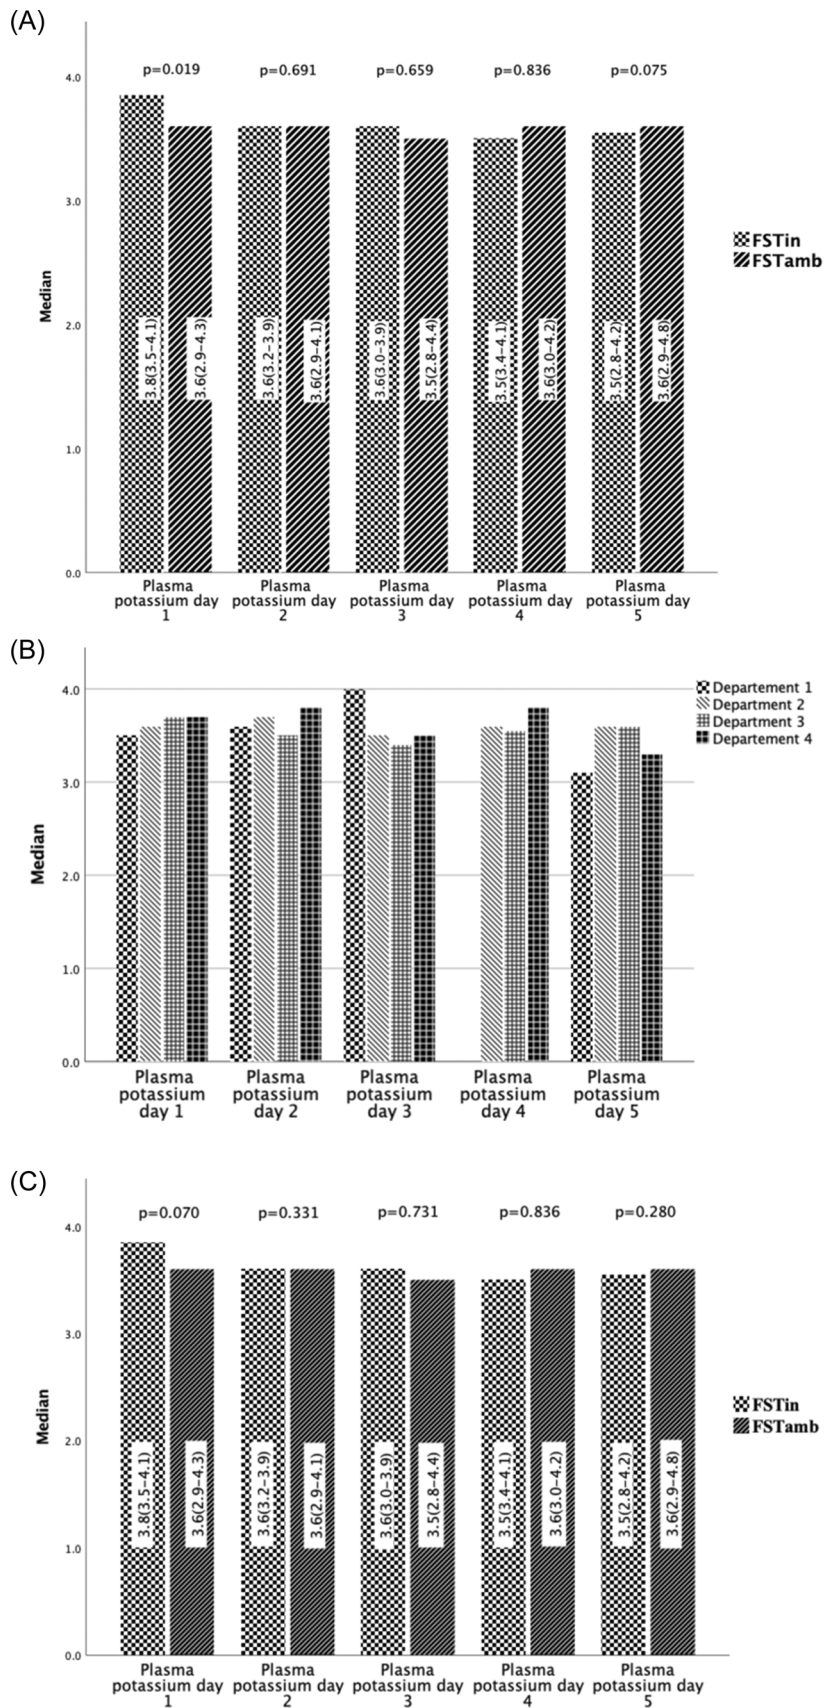 (A)
p=0.019 p=0.691 p=0.659 p=0.836 p=0.075
4.0
3.0
2.0
1.0
0.0
Median
3.8(3.5–4.1) 3.6(2.9–4.3) 3.6(3.2–3.9) 3.6(2.9–4.1) 3.6(3.0–3.9) 3.5(2.8–4.4) 3.5(3.4–4.1) 3.6(3.0–4.2) 3.5(2.8–4.2) 3.6(2.9–4.8)
FSTin
FSTamb
Plasma Plasma Plasma Plasma Plasma
potassium day potassium day potassium day potassium day potassium day
1 2 3 4 5
(B)
4.0
3.0
2.0
1.0
0.0
Median
Departement 1
Department 2
Department 3
Departement 4
Plasma Plasma Plasma Plasma Plasma
potassium potassium potassium potassium potassium
day 1 day 2 day 3 day 4 day 5
(C)
p=0.070 p=0.331 p=0.731 p=0.836 p=0.280
4.0
3.0
2.0
1.0
0.0
Median
3.8(3.5–4.1) 3.6(2.9–4.3) 3.6(3.2–3.9) 3.6(2.9–4.1) 3.6(3.0–3.9) 3.5(2.8–4.4) 3.5(3.4–4.1) 3.6(3.0–4.2) 3.5(2.8–4.2) 3.6(2.9–4.8)
FSTin
FSTamb
Plasma Plasma Plasma Plasma Plasma
potassium day potassium day potassium day potassium day potassium day
1 2 3 4 5